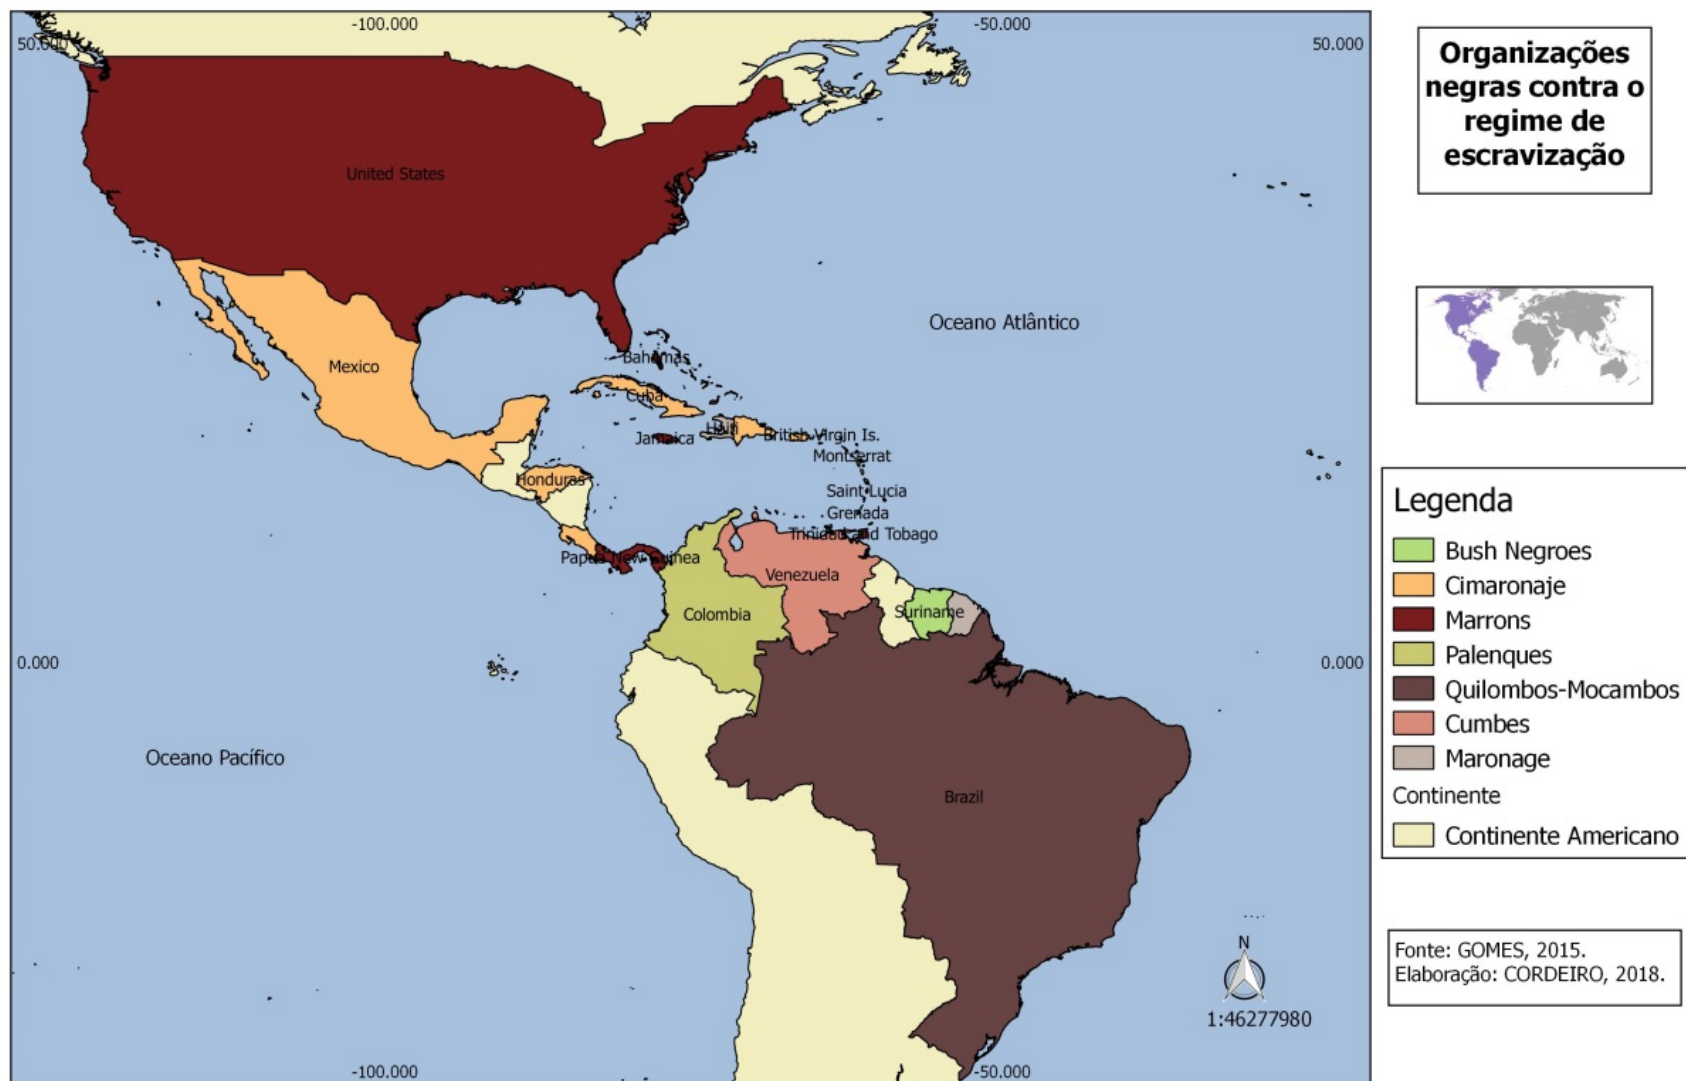 -100.000
-50.000
50.000
50.000
United States
Oceano Atlântico
Bahamas
Mexico
Cuba
Haiti
Jamaica
British Virgin Is.
Montserrat
Honduras
Saint Lucia
Grenada
Trinidad and Tobago
Papua New Guinea
Venezuela
Colombia
Suriname
0.000
0.000
Oceano Pacífico
Brazil
N
1:46277980
-100.000
-50.000
Organizações
negras contra o
regime de
escravização
Legenda
Bush Negroes
Cimaronaje
Marrons
Palenques
Quilombos-Mocambos
Cumbes
Maronage
Continente
Continente Americano
Fonte: GOMES, 2015.
Elaboração: CORDEIRO, 2018.